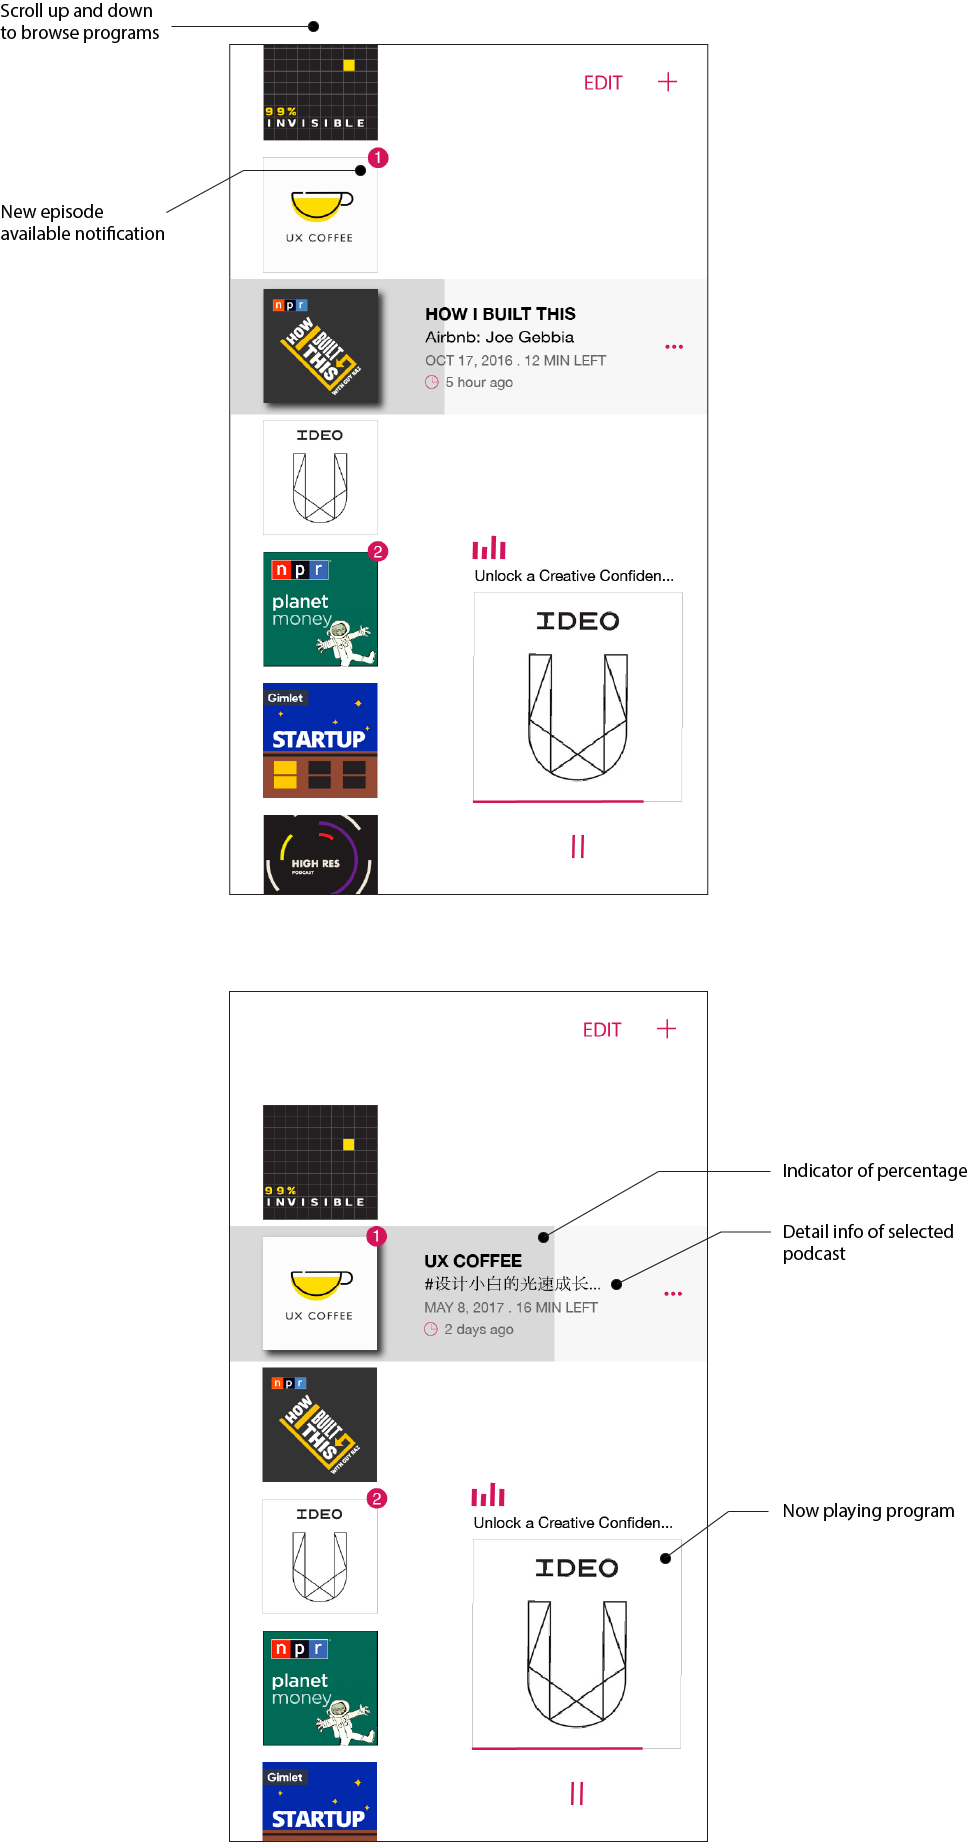 Scroll up and down
to browse programs
EDIT +
99%
INVISIBLE
1
New episode
available notification
UX COFFEE
npr
HOW I BUILT THIS
WITH GUY RAZ
HOW I BUILT THIS
Airbnb: Joe Gebbia
OCT 17, 2016 . 12 MIN LEFT
5 hour ago
IDEO
2
npr
planet
money
Unlock a Creative Confiden...
IDEO
Gimlet
STARTUP
HIGH RES
PODCAST
EDIT +
99%
INVISIBLE
Indicator of percentage
1
UX COFFEE
UX COFFEE
#设计小白的光速成长...
MAY 8, 2017 . 16 MIN LEFT
2 days ago
Detail info of selected
podcast
npr
HOW I BUILT THIS
WITH GUY RAZ
2
IDEO
Unlock a Creative Confiden...
IDEO
Now playing program
npr
planet
money
Gimlet
STARTUP